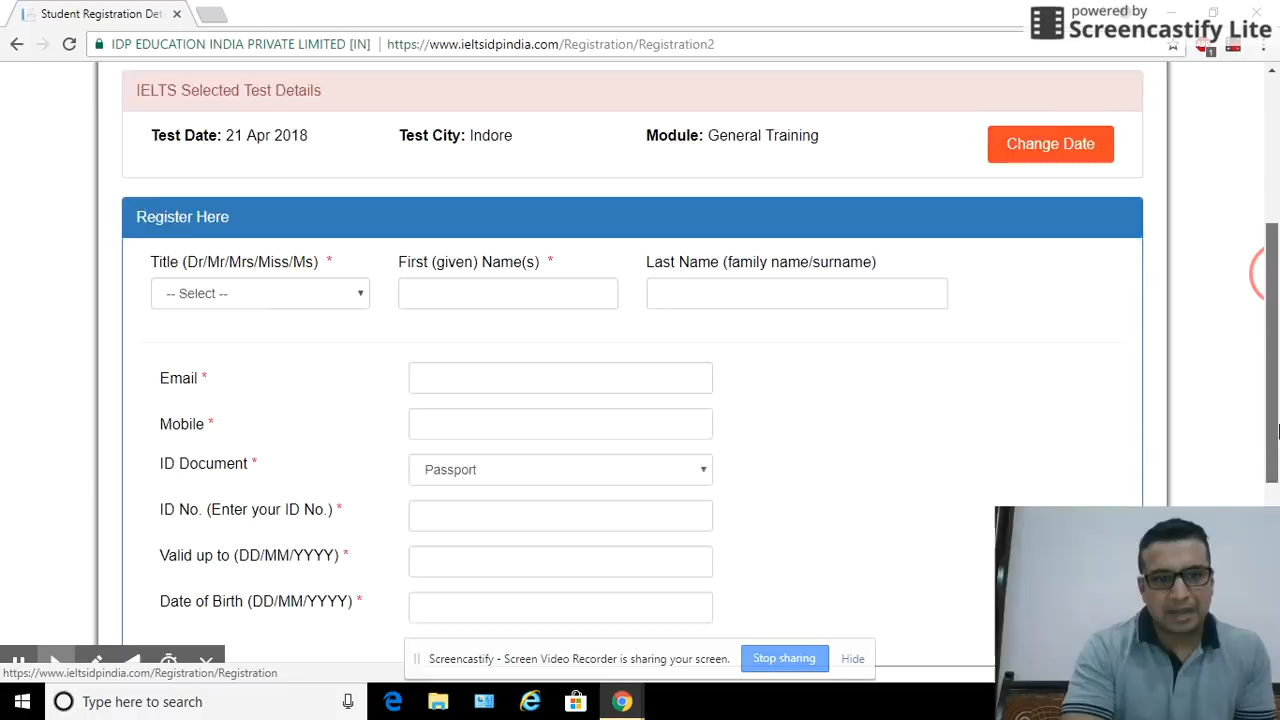 Student Registration Det
powered by
Screencastify Lite
IDP EDUCATION INDIA PRIVATE LIMITED [IN]
https://www.ieltsidpindia.com/Registration/Registration2
1
IELTS Selected Test Details
Test Date: 21 Apr 2018
Test City: Indore
Module: General Training
Change Date
Register Here
Title (Dr/Mr/Mrs/Miss/Ms) *
First (given) Name(s) *
Last Name (family name/surname)
-- Select --
Email *
Mobile *
ID Document *
Passport
ID No. (Enter your ID No.) *
Valid up to (DD/MM/YYYY) *
Date of Birth (DD/MM/YYYY) *
Screencastify - Screen Video Recorder is sharing your screen.
Stop sharing
Hide
https://www.ieltsidpindia.com/Registration/Registration
Type here to search